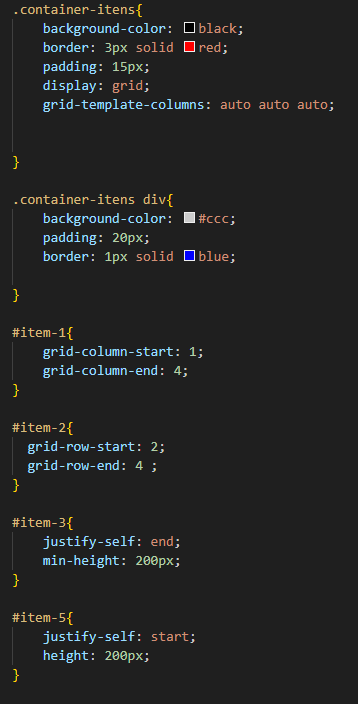 .container-itens{
background-color: black;
border: 3px solid red;
padding: 15px;
display: grid;
grid-template-columns: auto auto auto;
}
.container-itens div{
background-color: #ccc;
padding: 20px;
border: 1px solid blue;
}
#item-1{
grid-column-start: 1;
grid-column-end: 4;
}
#item-2{
grid-row-start: 2;
grid-row-end: 4 ;
}
#item-3{
justify-self: end;
min-height: 200px;
}
#item-5{
justify-self: start;
height: 200px;
}